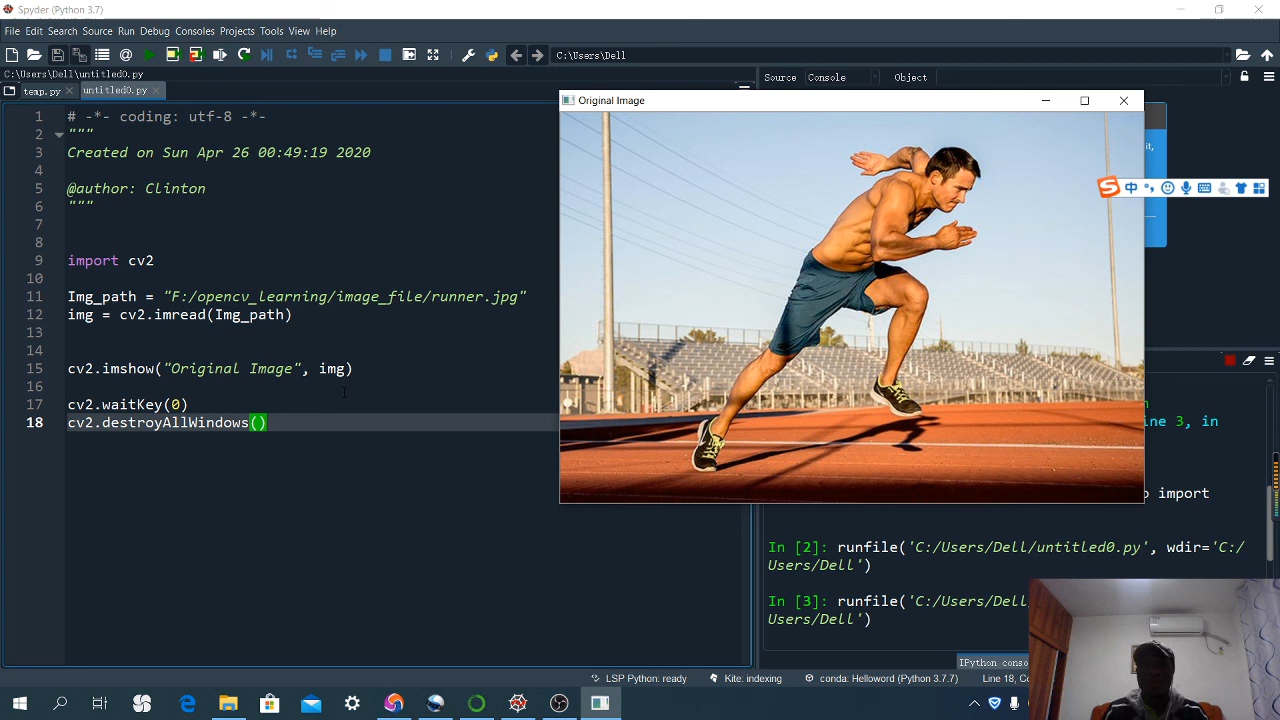 Spyder (Python 3.7)
File Edit Search Source Run Debug Consoles Projects Tools View Help
C:\Users\Dell
C:\Users\Dell\untitled0.py
Source Console Object
temp.py untitled0.py
Original Image
1 # -*- coding: utf-8 -*-
2 """
3 Created on Sun Apr 26 00:49:19 2020
4
5 @author: Clinton
6 """
7
8
9 import cv2
10
11 Img_path = "F:/opencv_learning/image_file/runner.jpg"
12 img = cv2.imread(Img_path)
13
14
15 cv2.imshow("Original Image", img)
16
17 cv2.waitKey(0)
18 cv2.destroyAllWindows()
it,
中
ine 3, in
import
In [2]: runfile('C:/Users/Dell/untitled0.py', wdir='C:/
Users/Dell')
In [3]: runfile('C:/Users/Dell
Users/Dell')
IPython conso
LSP Python: ready Kite: indexing conda: Helloword (Python 3.7.7) Line 18, Co